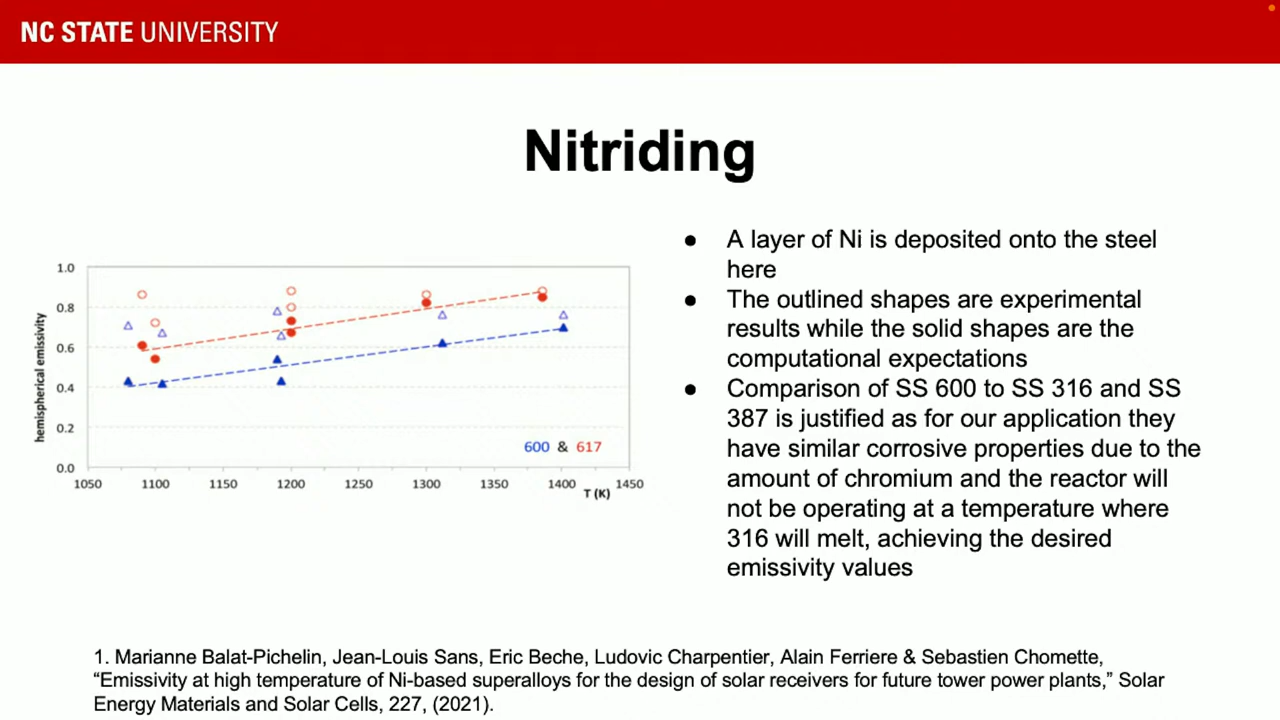 NC STATE UNIVERSITY
Nitriding
1.0
0.8
0.6
0.4
0.2
0.0
hemispherical emissivity
600 & 617
1050 1100 1150 1200 1250 1300 1350 1400 1450
T (K)
● A layer of Ni is deposited onto the steel
here
● The outlined shapes are experimental
results while the solid shapes are the
computational expectations
● Comparison of SS 600 to SS 316 and SS
387 is justified as for our application they
have similar corrosive properties due to the
amount of chromium and the reactor will
not be operating at a temperature where
316 will melt, achieving the desired
emissivity values
1. Marianne Balat-Pichelin, Jean-Louis Sans, Eric Beche, Ludovic Charpentier, Alain Ferriere & Sebastien Chomette,
“Emissivity at high temperature of Ni-based superalloys for the design of solar receivers for future tower power plants,” Solar
Energy Materials and Solar Cells, 227, (2021).